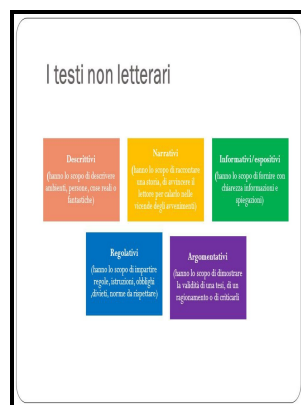 I testi non letterari
Descrittivi
(hanno lo scopo di descrivere
ambienti, persone, cose reali o
fantastiche)
Narrativi
(hanno lo scopo di raccontare
una storia, di avvincere il
lettore per calarlo nelle
vicende degli avvenimenti)
Informativi/espositivi
(hanno lo scopo di fornire con
chiarezza informazioni e
spiegazioni)
Regolativi
(hanno lo scopo di impartire
regole, istruzioni, obblighi
,divieti, norme da rispettare)
Argomentativi
(hanno lo scopo di dimostrare
la validità di una tesi, di un
ragionamento o di criticarli